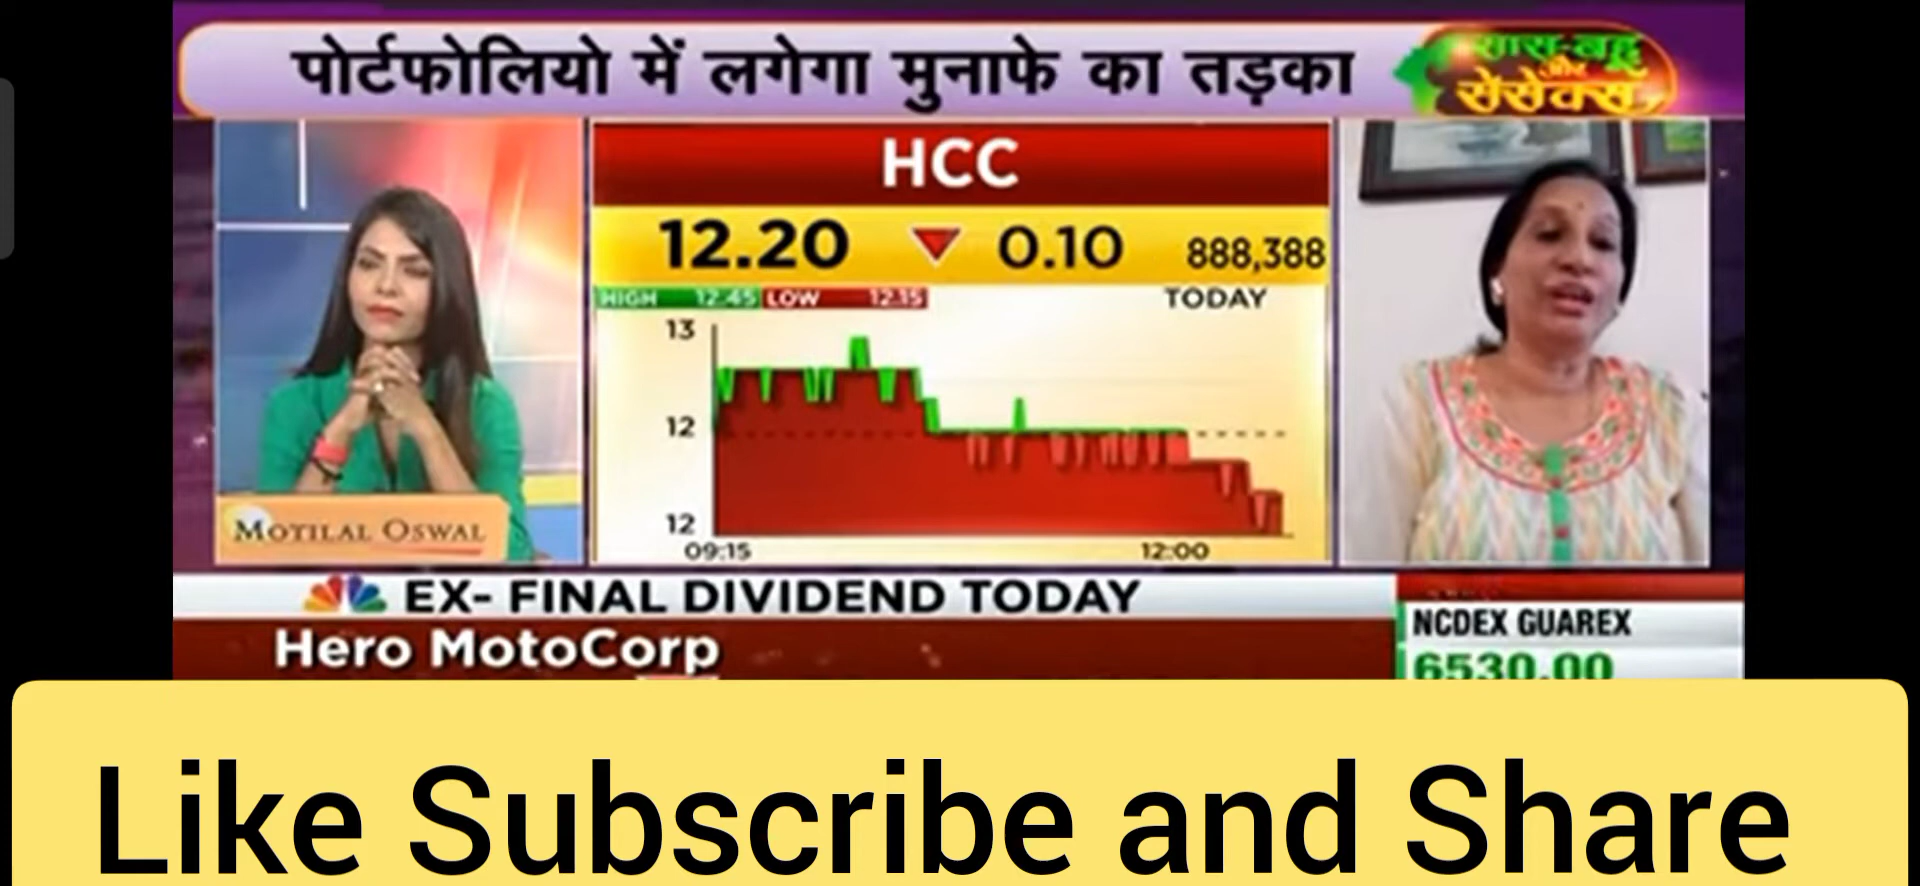 पोर्टफोलियो में लगेगा मुनाफे का तड़का
सास-बहू
और
सेंसेक्स
HCC
12.20 ▼ 0.10 888,388
HIGH 12.45 LOW 12.15 TODAY
13
12
12
09:15 12:00
MOTILAL OSWAL
EX- FINAL DIVIDEND TODAY
Hero MotoCorp
NCDEX GUAREX
6530.00
Like Subscribe and Share